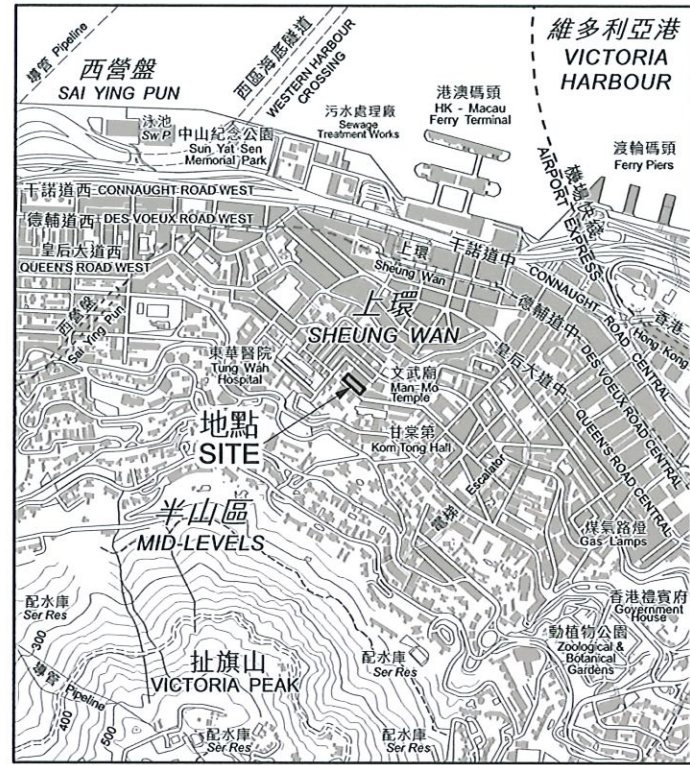 導管 Pipeline
西營盤
SAI YING PUN
西區海底隧道
WESTERN HARBOUR
CROSSING
維多利亞港
VICTORIA
HARBOUR
泳池
Sw P
中山紀念公園
Sun Yat Sen
Memorial Park
污水處理廠
Sewage
Treatment Works
港澳碼頭
HK - Macau
Ferry Terminal
渡輪碼頭
Ferry Piers
機場快綫
AIRPORT EXPRESS
干諾道西 CONNAUGHT ROAD WEST
德輔道西 DES VOEUX ROAD WEST
皇后大道西
QUEEN'S ROAD WEST
上環
Sheung Wan
干諾道中 CONNAUGHT ROAD CENTRAL
德輔道中 DES VOEUX ROAD CENTRAL
皇后大道中 QUEEN'S ROAD CENTRAL
香港
Hong Kong
西營盤
Sai Ying Pun
上環
SHEUNG WAN
東華醫院
Tung Wah
Hospital
文武廟
Man Mo
Temple
地點
SITE
甘棠第
Kom Tong Hall
電梯
Escalator
半山區
MID-LEVELS
煤氣路燈
Gas Lamps
香港禮賓府
Government
House
動植物公園
Zoological &
Botanical
Gardens
配水庫
Ser Res
300
導管 Pipeline
400
500
扯旗山
VICTORIA PEAK
配水庫
Ser Res
配水庫
Ser Res
配水庫
Ser Res